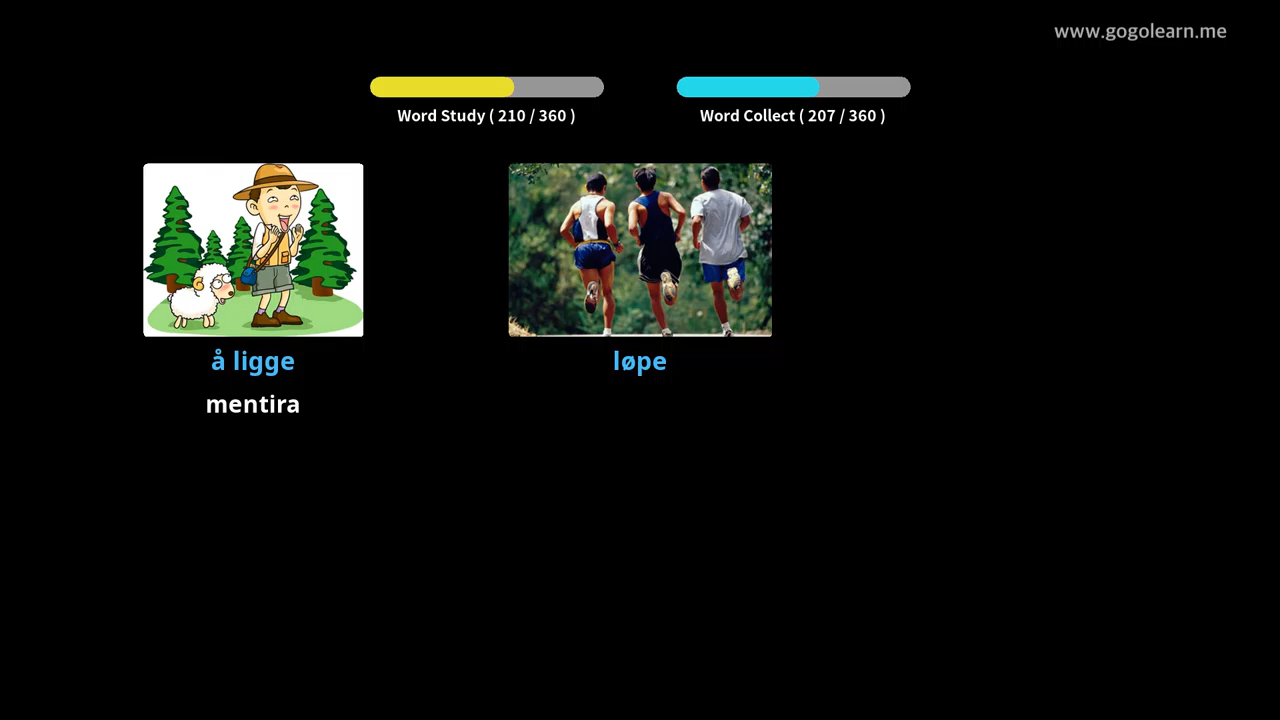 www.gogolearn.me
Word Study ( 210 / 360 )
Word Collect ( 207 / 360 )
å ligge
løpe
mentira